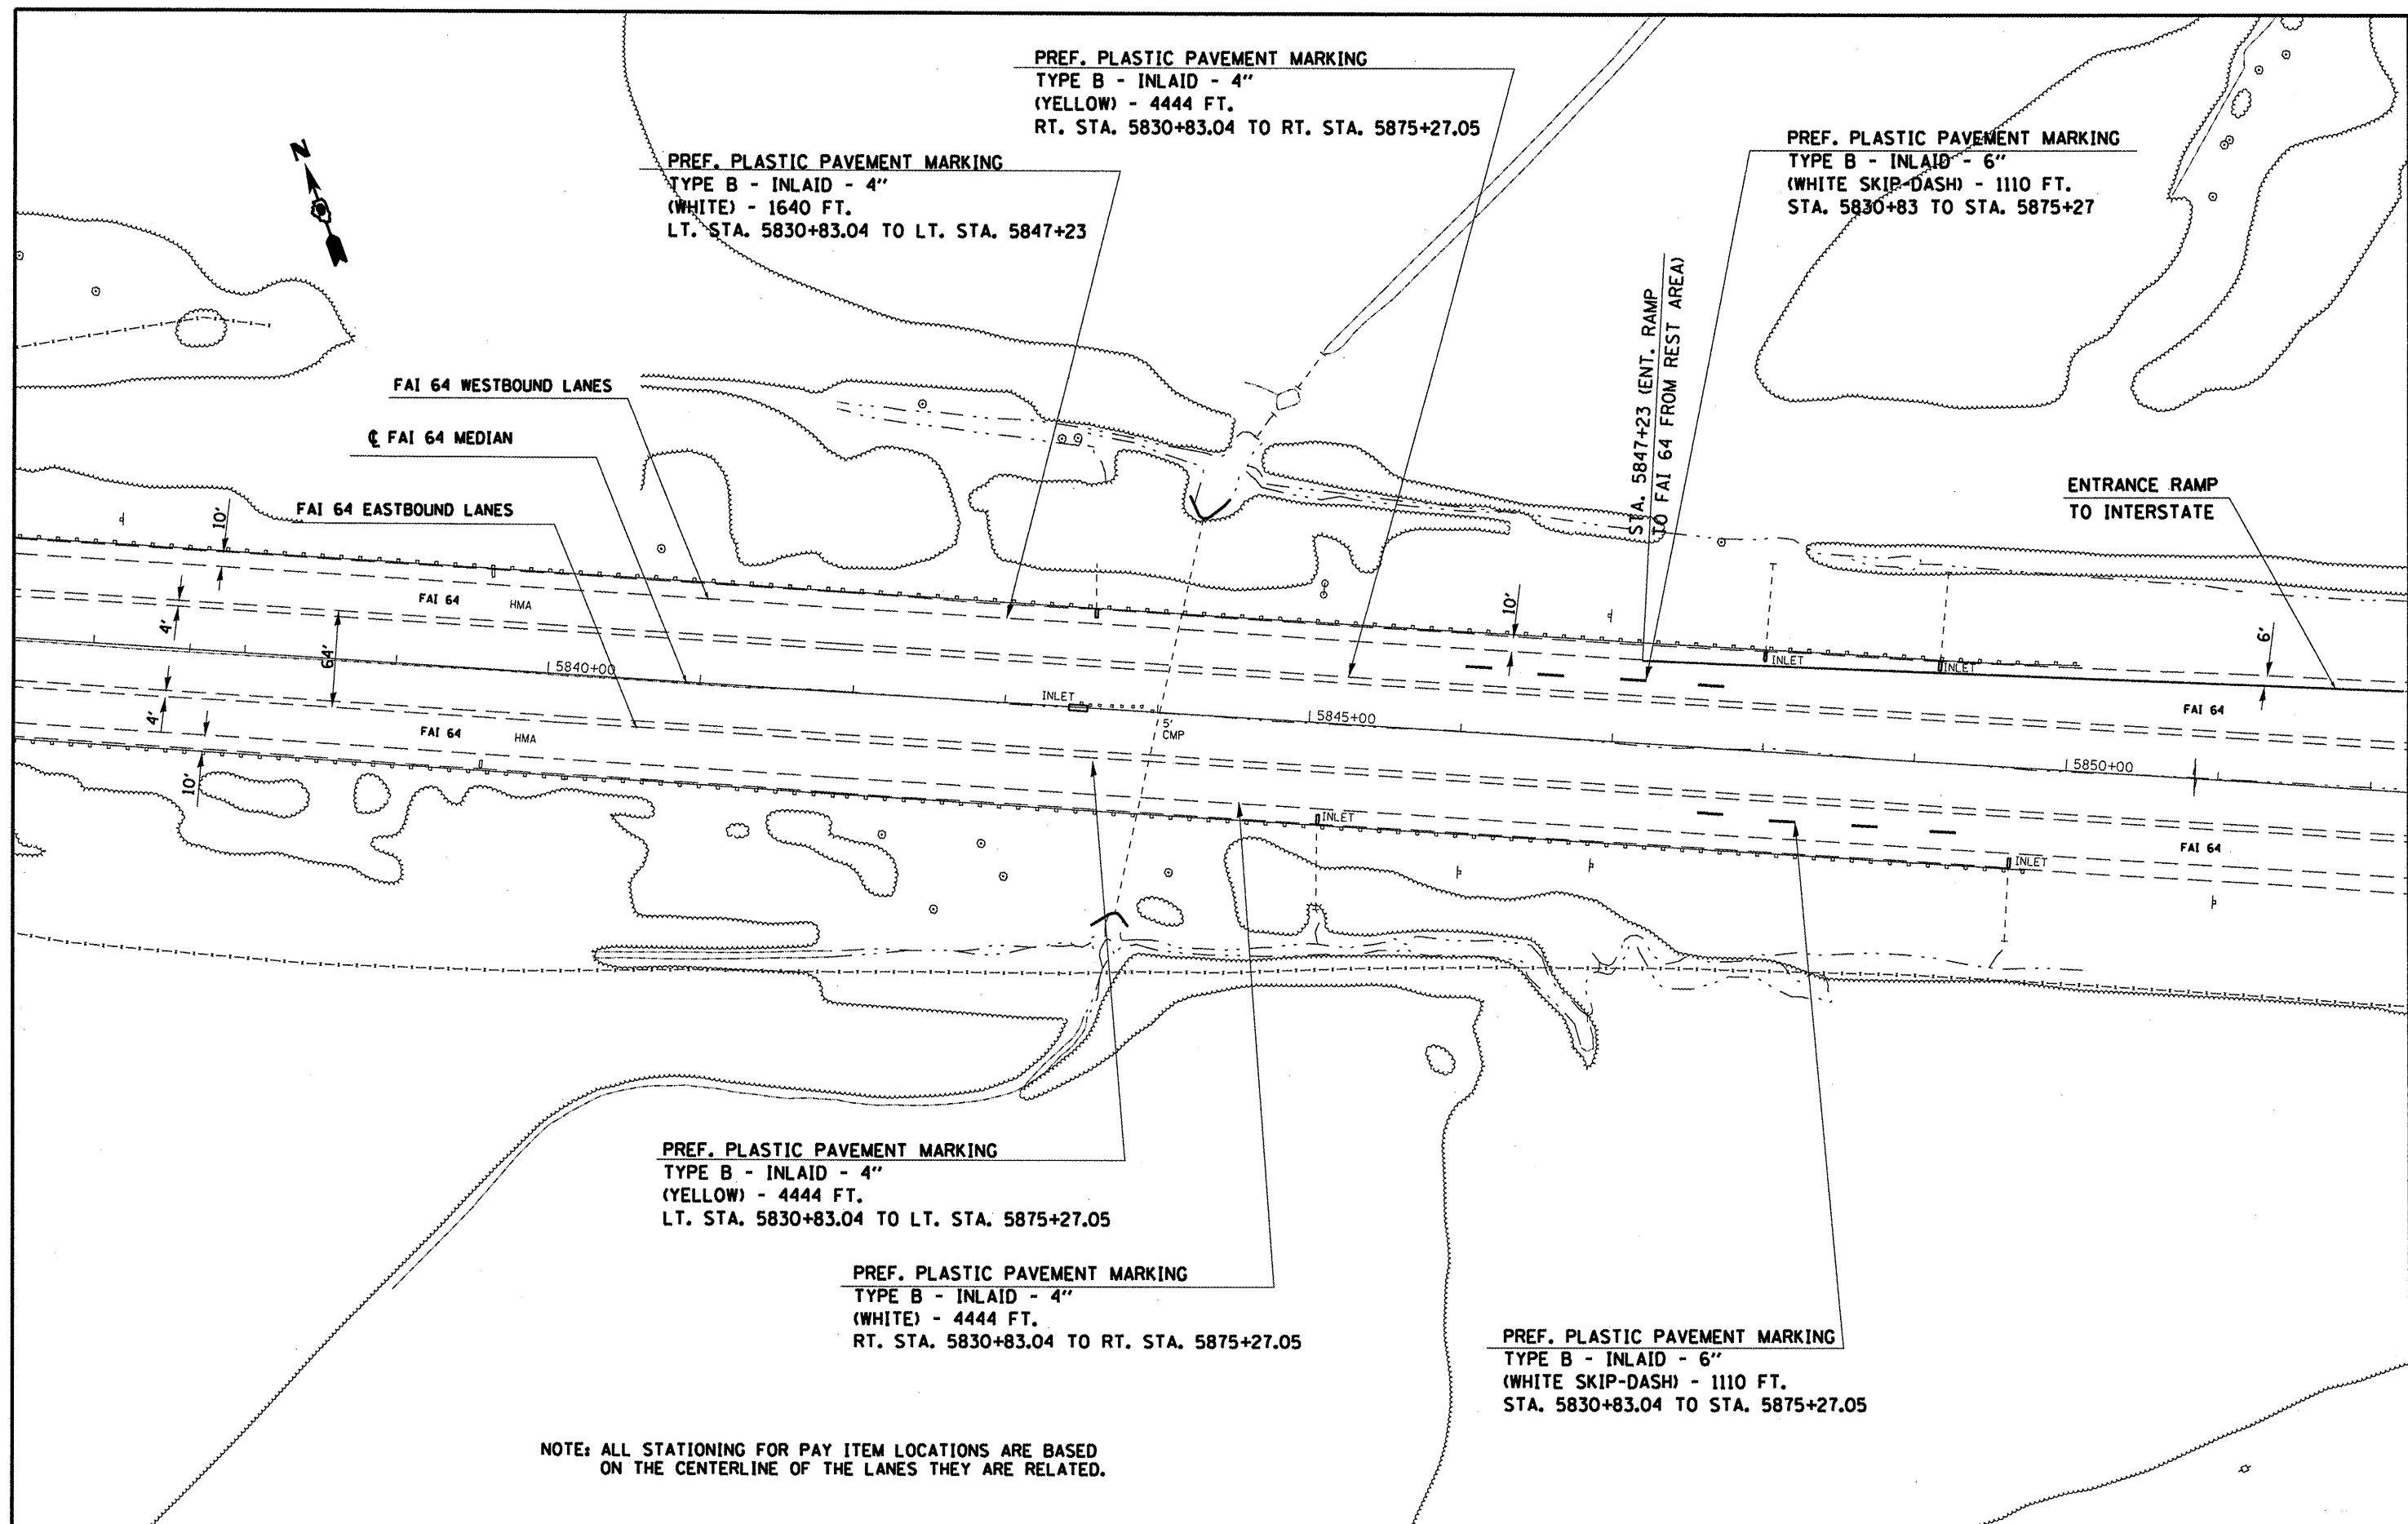 PREF. PLASTIC PAVEMENT MARKING
TYPE B - INLAID - 4"
(YELLOW) - 4444 FT.
RT. STA. 5830+83.04 TO RT. STA. 5875+27.05
PREF. PLASTIC PAVEMENT MARKING
TYPE B - INLAID - 4"
(WHITE) - 1640 FT.
LT. STA. 5830+83.04 TO LT. STA. 5847+23
PREF. PLASTIC PAVEMENT MARKING
TYPE B - INLAID - 6"
(WHITE SKIP-DASH) - 1110 FT.
STA. 5830+83 TO STA. 5875+27
N
STA. 5847+23 (ENT. RAMP
TO FAI 64 FROM REST AREA)
FAI 64 WESTBOUND LANES
℄ FAI 64 MEDIAN
FAI 64 EASTBOUND LANES
ENTRANCE RAMP
TO INTERSTATE
10'
FAI 64
HMA
4'
64'
5840+00
10'
INLET
INLET
6'
INLET
5845+00
5'
CMP
FAI 64
5850+00
4'
FAI 64
HMA
10'
INLET
INLET
FAI 64
PREF. PLASTIC PAVEMENT MARKING
TYPE B - INLAID - 4"
(YELLOW) - 4444 FT.
LT. STA. 5830+83.04 TO LT. STA. 5875+27.05
PREF. PLASTIC PAVEMENT MARKING
TYPE B - INLAID - 4"
(WHITE) - 4444 FT.
RT. STA. 5830+83.04 TO RT. STA. 5875+27.05
PREF. PLASTIC PAVEMENT MARKING
TYPE B - INLAID - 6"
(WHITE SKIP-DASH) - 1110 FT.
STA. 5830+83.04 TO STA. 5875+27.05
NOTE: ALL STATIONING FOR PAY ITEM LOCATIONS ARE BASED
ON THE CENTERLINE OF THE LANES THEY ARE RELATED.